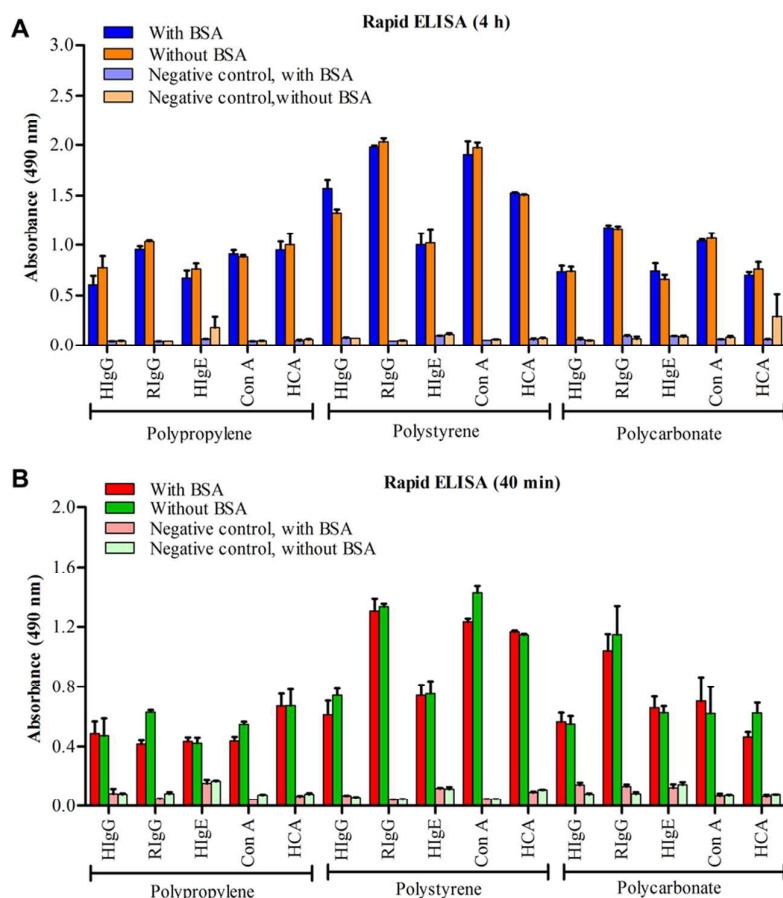 A
Rapid ELISA (4 h)
With BSA
Without BSA
Negative control, with BSA
Negative control,without BSA
Absorbance (490 nm)
3.0
2.5
2.0
1.5
1.0
0.5
0.0
HIgG
RIgG
HIgE
Con A
HCA
HIgG
RIgG
HIgE
Con A
HCA
HIgG
RIgG
HIgE
Con A
HCA
Polypropylene
Polystyrene
Polycarbonate
B
Rapid ELISA (40 min)
With BSA
Without BSA
Negative control, with BSA
Negative control, without BSA
Absorbance (490 nm)
2.0
1.6
1.2
0.8
0.4
0.0
HIgG
RIgG
HIgE
Con A
HCA
HIgG
RIgG
HIgE
Con A
HCA
HIgG
RIgG
HIgE
Con A
HCA
Polypropylene
Polystyrene
Polycarbonate